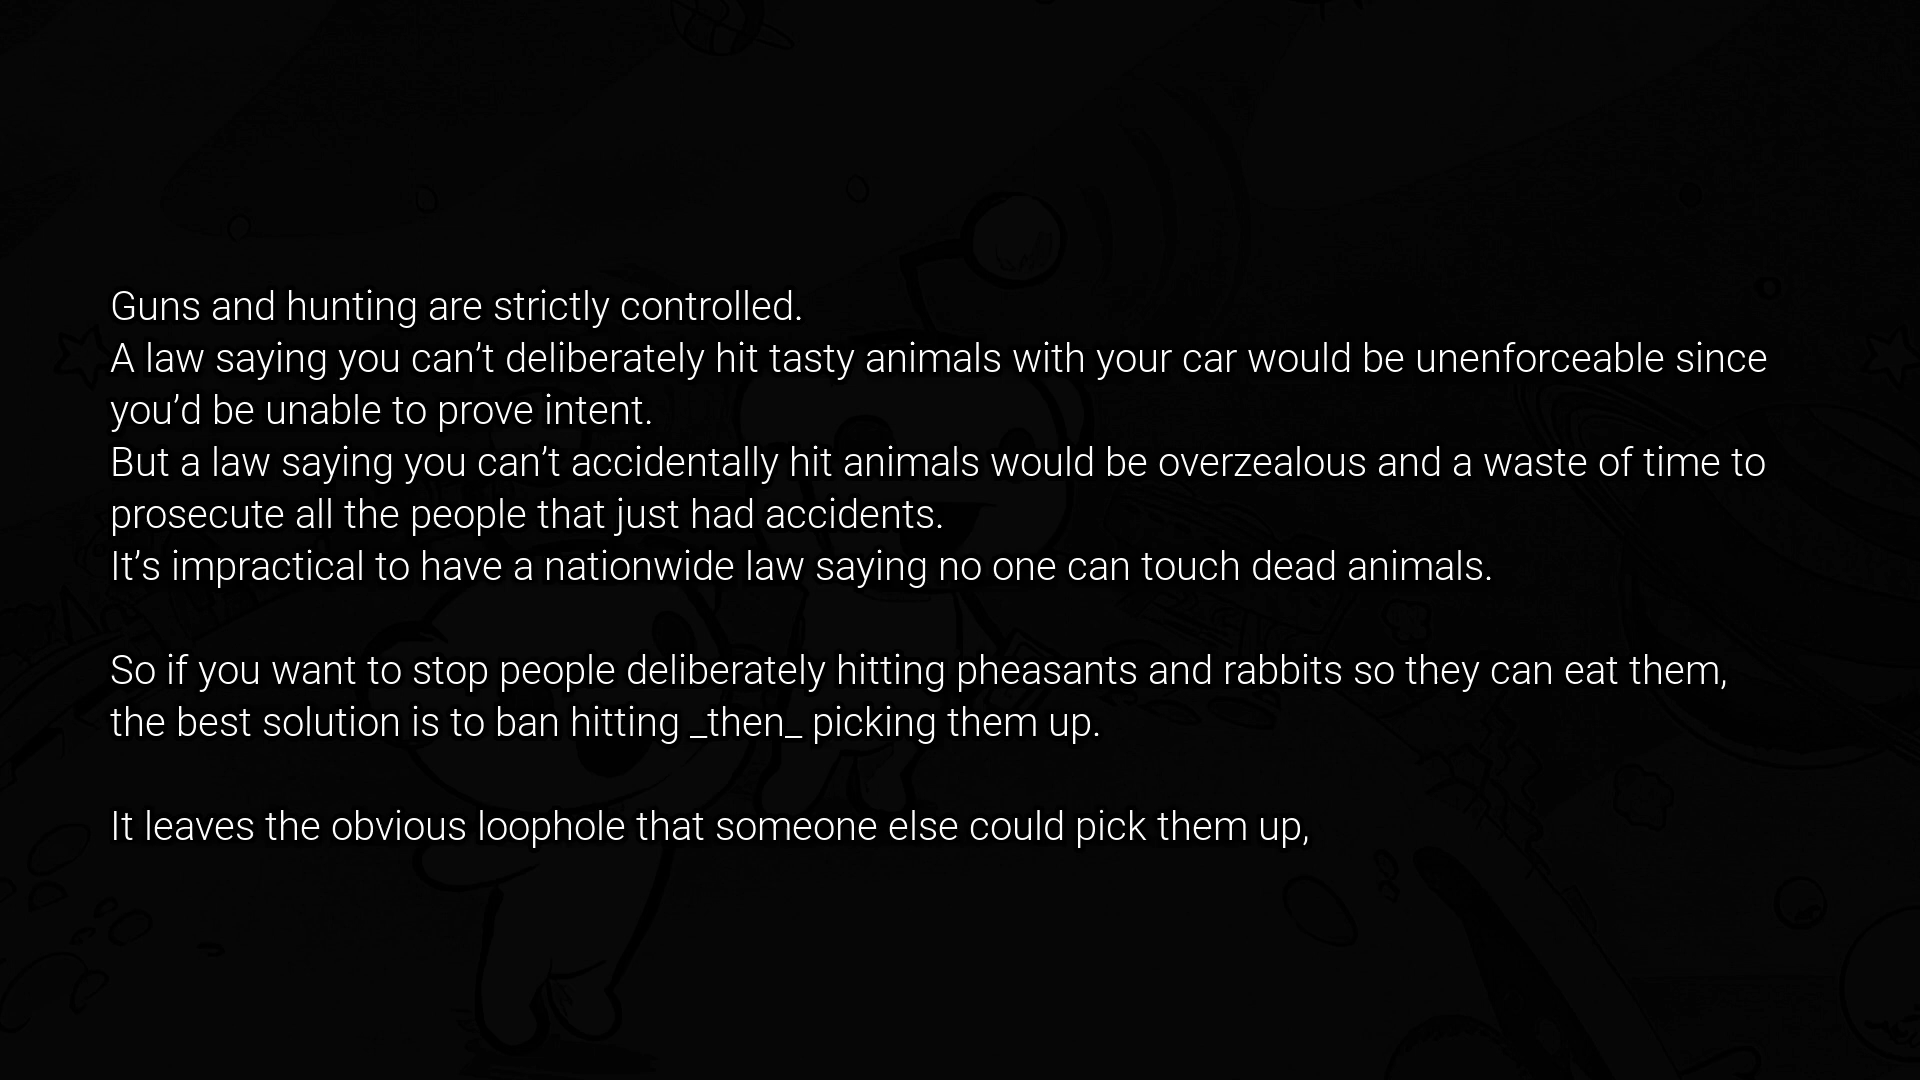 Guns and hunting are strictly controlled.
A law saying you can’t deliberately hit tasty animals with your car would be unenforceable since
you’d be unable to prove intent.
But a law saying you can’t accidentally hit animals would be overzealous and a waste of time to
prosecute all the people that just had accidents.
It’s impractical to have a nationwide law saying no one can touch dead animals.
So if you want to stop people deliberately hitting pheasants and rabbits so they can eat them,
the best solution is to ban hitting _then_ picking them up.
It leaves the obvious loophole that someone else could pick them up,